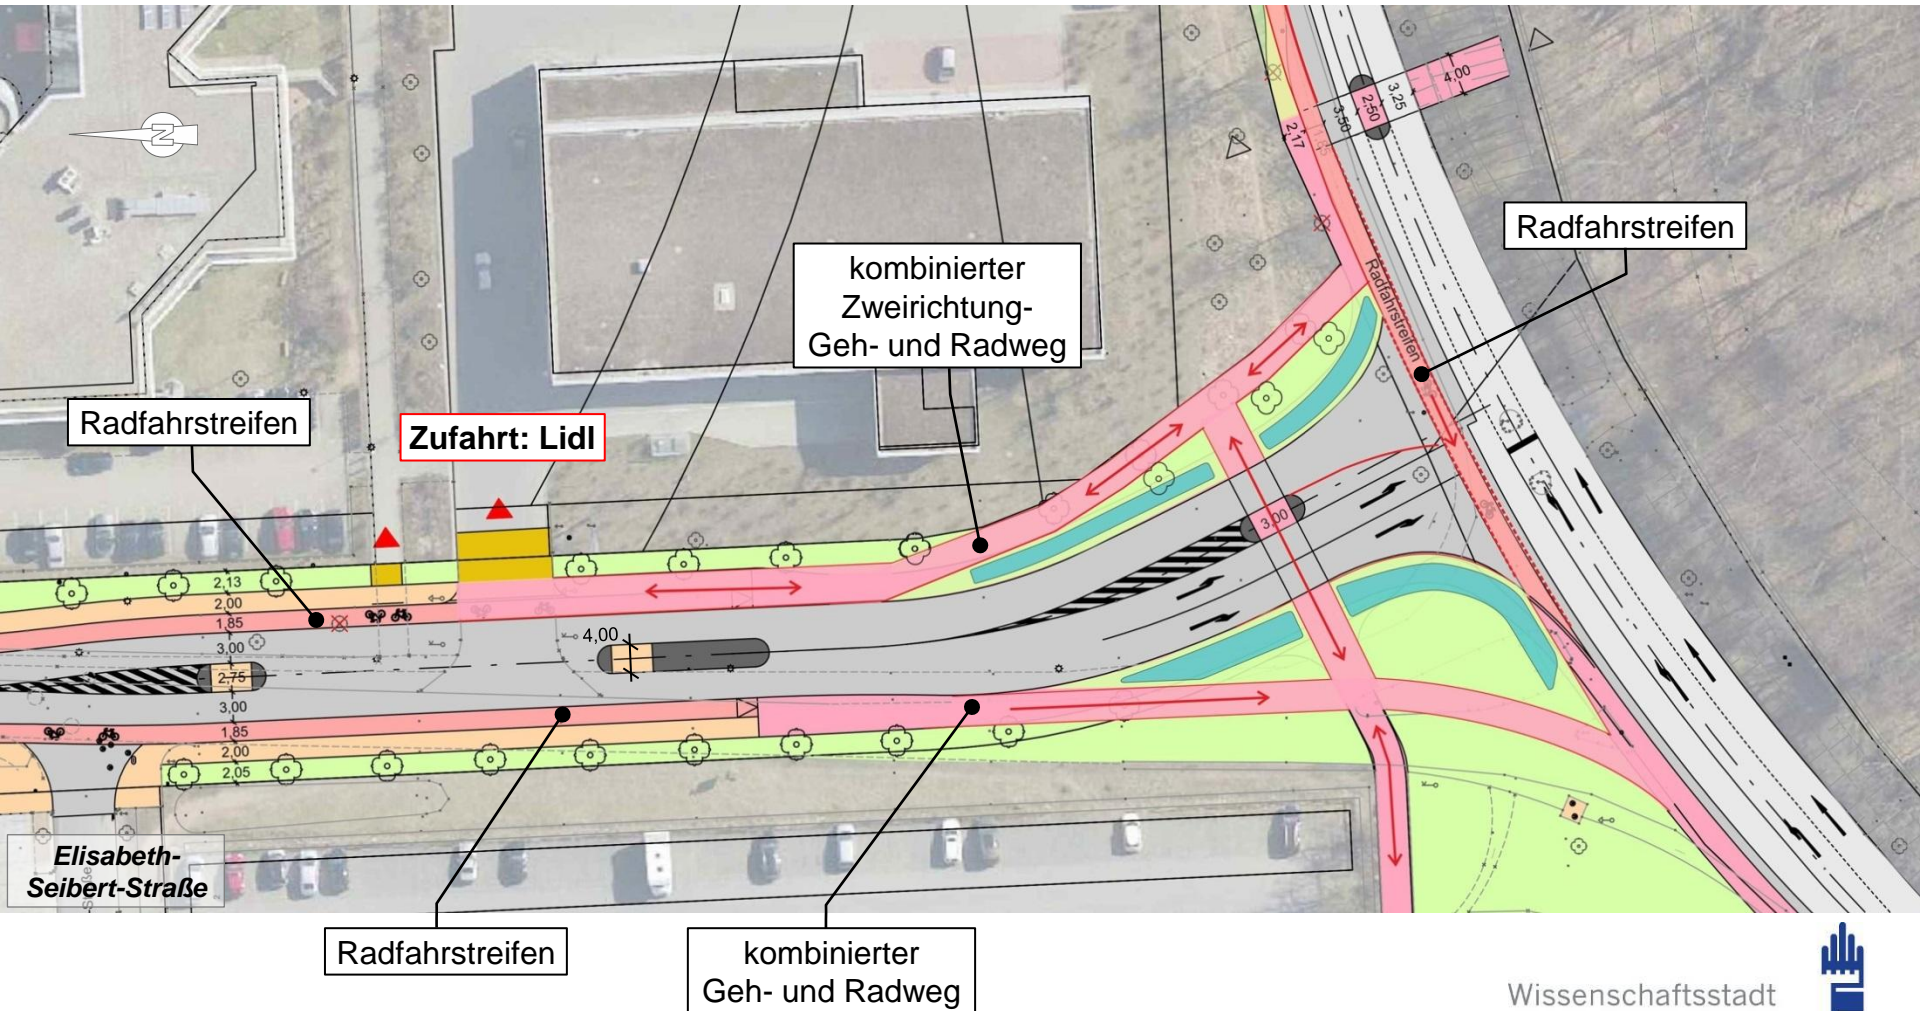 4,00
3,25
2,50
3,50
2,17
N
Radfahrstreifen
kombinierter
Zweirichtung-
Geh- und Radweg
Radfahrstreifen
Radfahrstreifen
Zufahrt: Lidl
3,00
2,13
2,00
1,85
3,00
4,00
2,75
3,00
1,85
2,00
2,05
Elisabeth-
Seibert-Straße
Radfahrstreifen
kombinierter
Geh- und Radweg
Wissenschaftsstadt